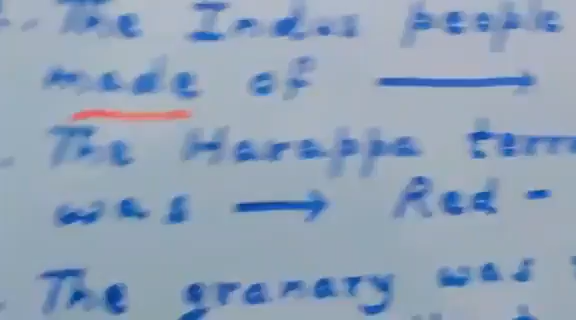 The Indus people
made of →
The Harappa
was → Red -
The granary was